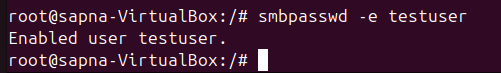 root@sapna-VirtualBox:/# smbpasswd -e testuser
Enabled user testuser.
root@sapna-VirtualBox:/#